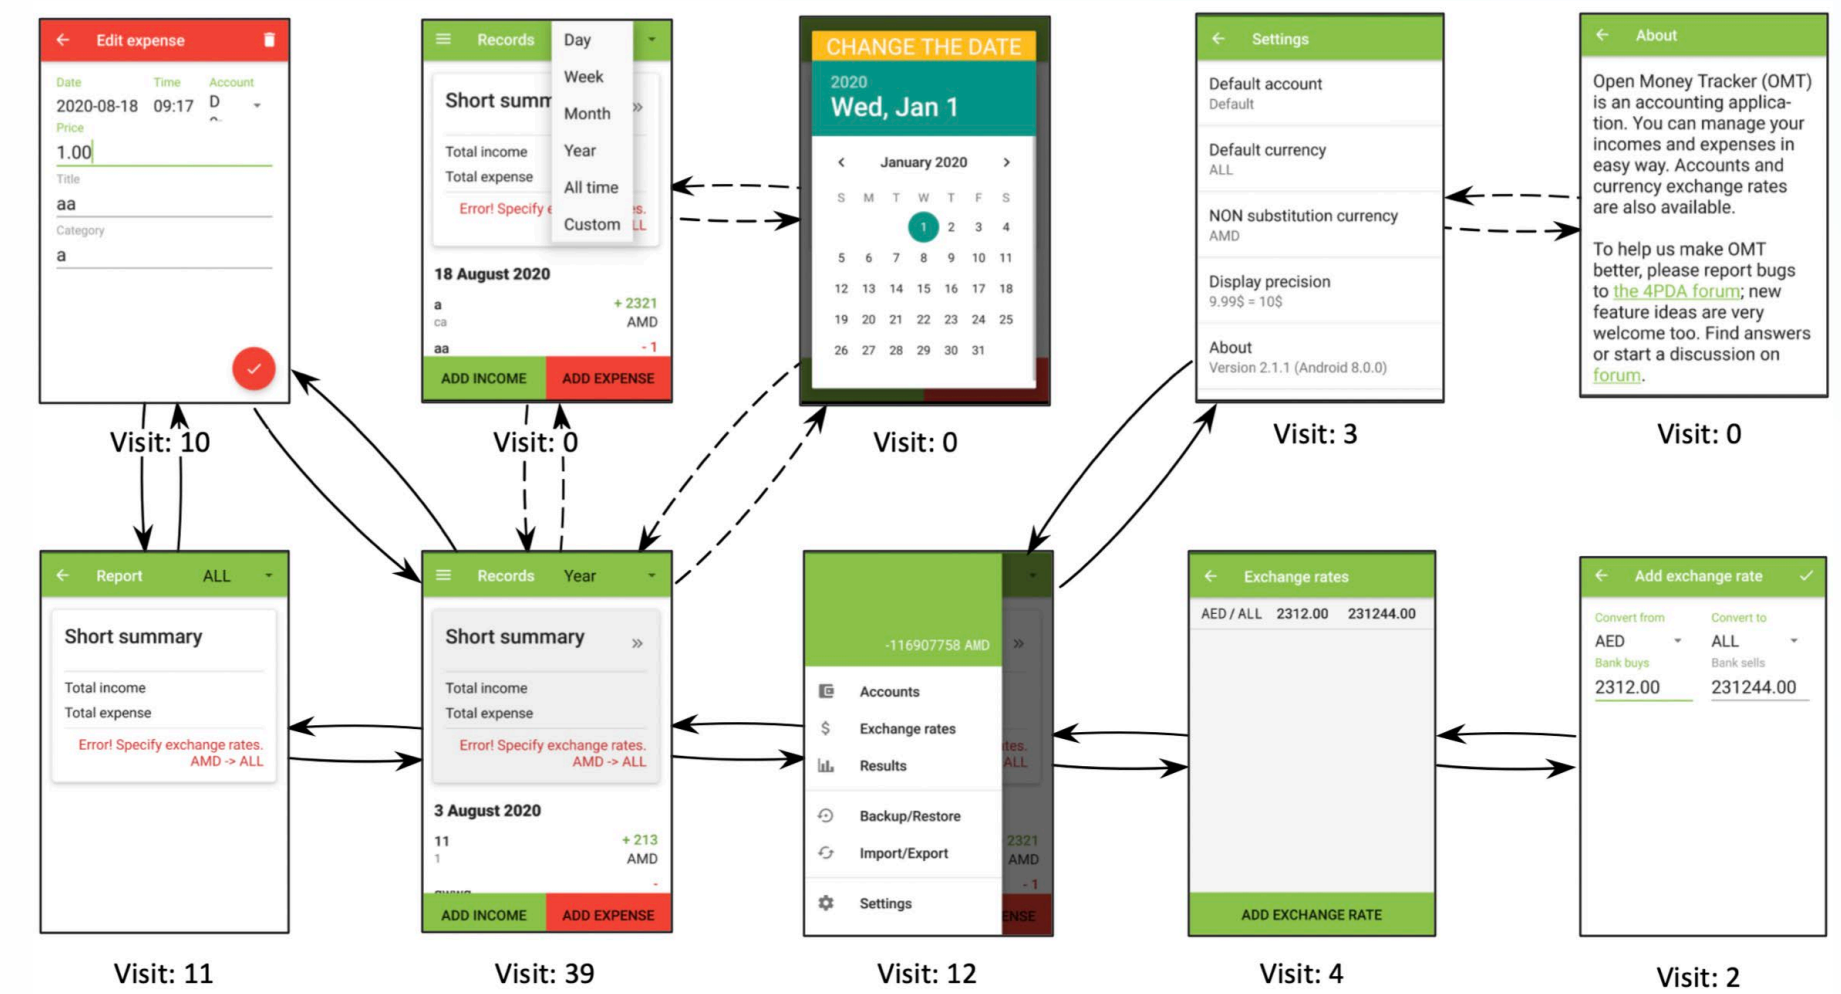 Edit expense
Date Time Account
2020-08-18 09:17 D
Price
1.00
Title
aa
Category
a
Visit: 10
Records
Day
Week
Month
Year
All time
Custom
Short summ
Total income
Total expense
Error! Specify e
s.
LL
18 August 2020
a + 2321
ca AMD
aa - 1
ADD INCOME ADD EXPENSE
Visit: 0
CHANGE THE DATE
2020
Wed, Jan 1
January 2020
S M T W T F S
1 2 3 4
5 6 7 8 9 10 11
12 13 14 15 16 17 18
19 20 21 22 23 24 25
26 27 28 29 30 31
Visit: 0
Settings
Default account
Default
Default currency
ALL
NON substitution currency
AMD
Display precision
9.99$ = 10$
About
Version 2.1.1 (Android 8.0.0)
Visit: 3
About
Open Money Tracker (OMT)
is an accounting applica-
tion. You can manage your
incomes and expenses in
easy way. Accounts and
currency exchange rates
are also available.
To help us make OMT
better, please report bugs
to the 4PDA forum; new
feature ideas are very
welcome too. Find answers
or start a discussion on
forum.
Visit: 0
Report ALL
Short summary
Total income
Total expense
Error! Specify exchange rates.
AMD -> ALL
Visit: 11
Records Year
Short summary
Total income
Total expense
Error! Specify exchange rates.
AMD -> ALL
3 August 2020
11 + 213
1 AMD
-
ADD INCOME ADD EXPENSE
Visit: 39
-116907758 AMD
Accounts
Exchange rates
Results
Backup/Restore
Import/Export
Settings
tes.
ALL
2321
AMD
- 1
ENSE
Visit: 12
Exchange rates
AED / ALL 2312.00 231244.00
ADD EXCHANGE RATE
Visit: 4
Add exchange rate
Convert from Convert to
AED ALL
Bank buys Bank sells
2312.00 231244.00
Visit: 2